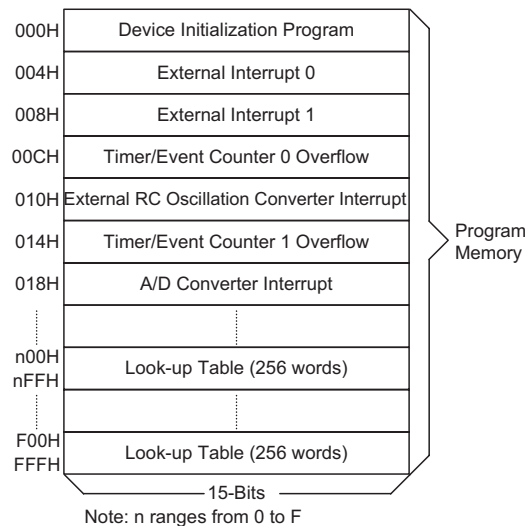 000H Device Initialization Program
004H External Interrupt 0
008H External Interrupt 1
00CH Timer/Event Counter 0 Overflow
010H External RC Oscillation Converter Interrupt
014H Timer/Event Counter 1 Overflow
018H A/D Converter Interrupt
n00H
nFFH
Look-up Table (256 words)
F00H
FFFH
Look-up Table (256 words)
Program
Memory
15-Bits
Note: n ranges from 0 to F